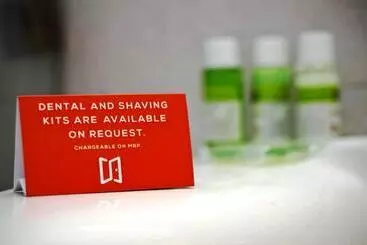 DENTAL AND SHAVING
KITS ARE AVAILABLE
ON REQUEST.
CHARGEABLE ON MRP